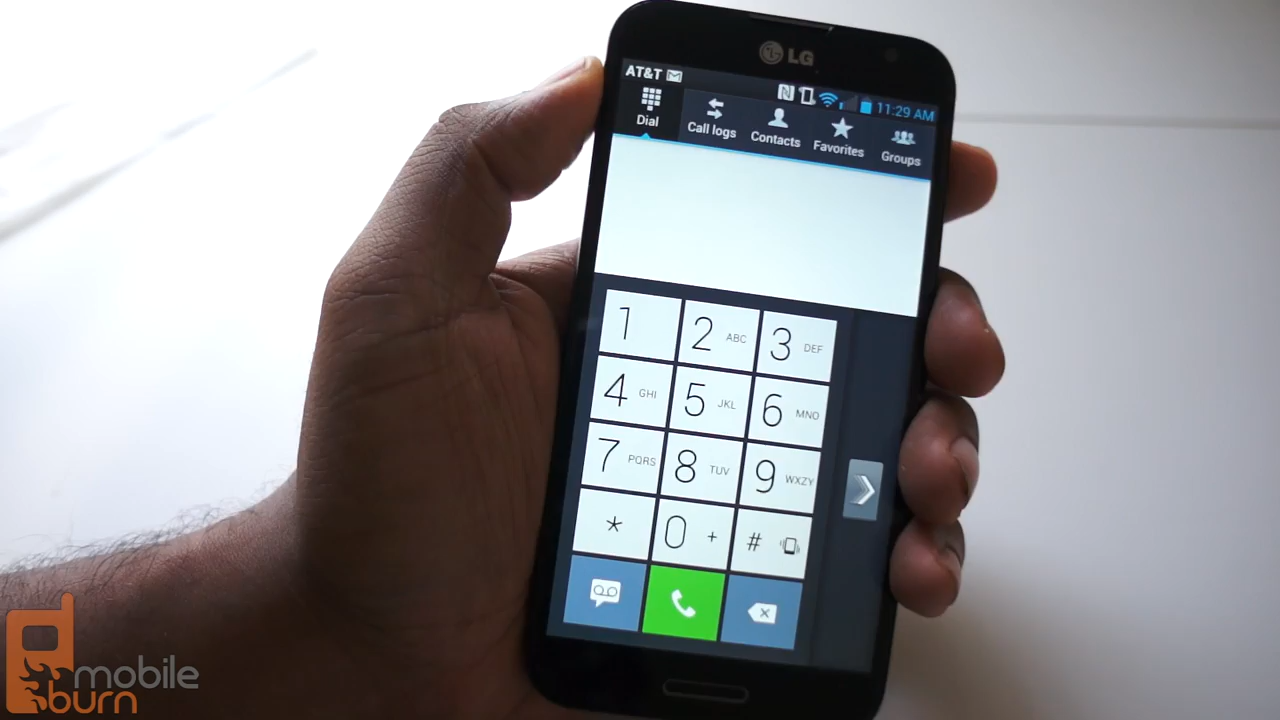 LG
AT&T
11:29 AM
Dial
Call logs
Contacts
Favorites
Groups
1
2 ABC
3 DEF
4 GHI
5 JKL
6 MNO
7 PQRS
8 TUV
9 WXZY
*
0 +
#
mobile
burn